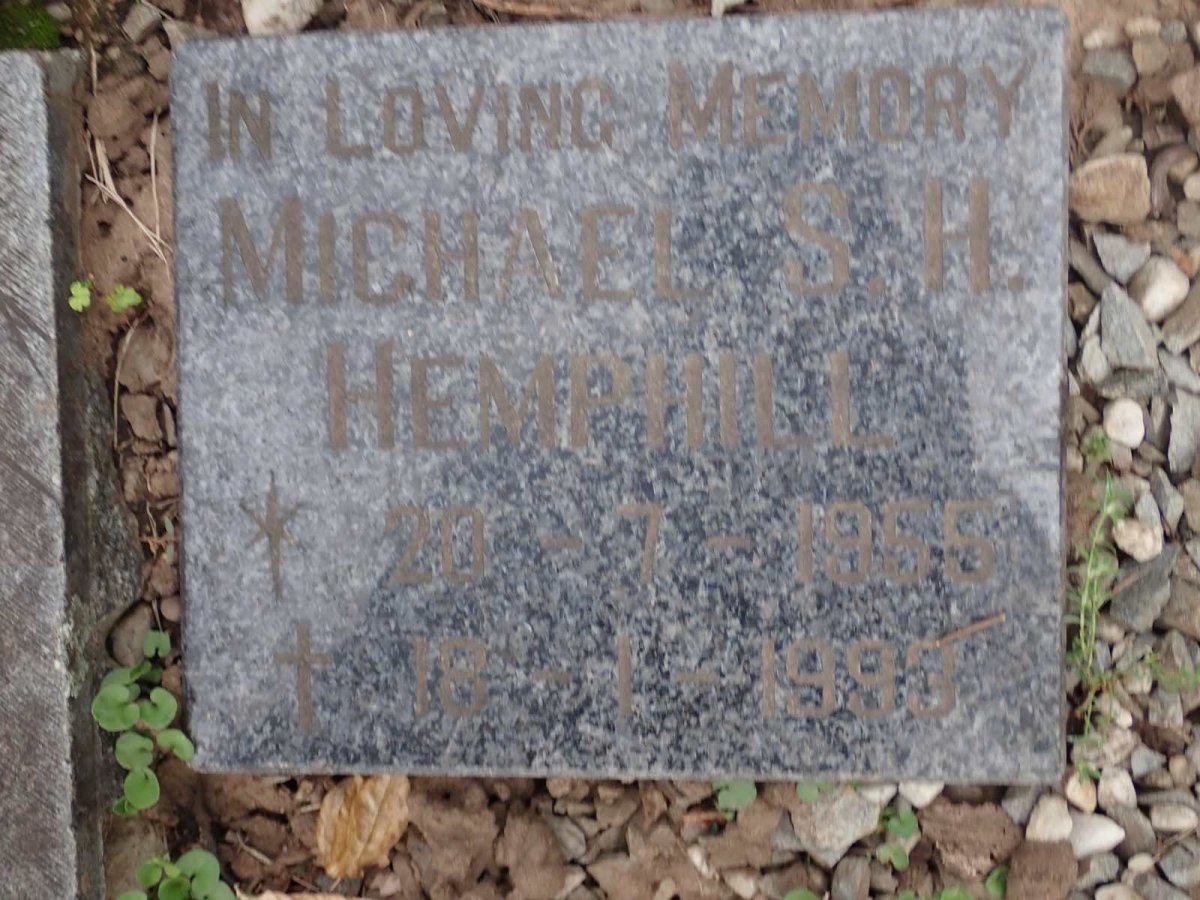 In Loving Memory
Michael S. H.
Hemphill
* 20 - 7 - 1955
† 18 - 1 - 1993